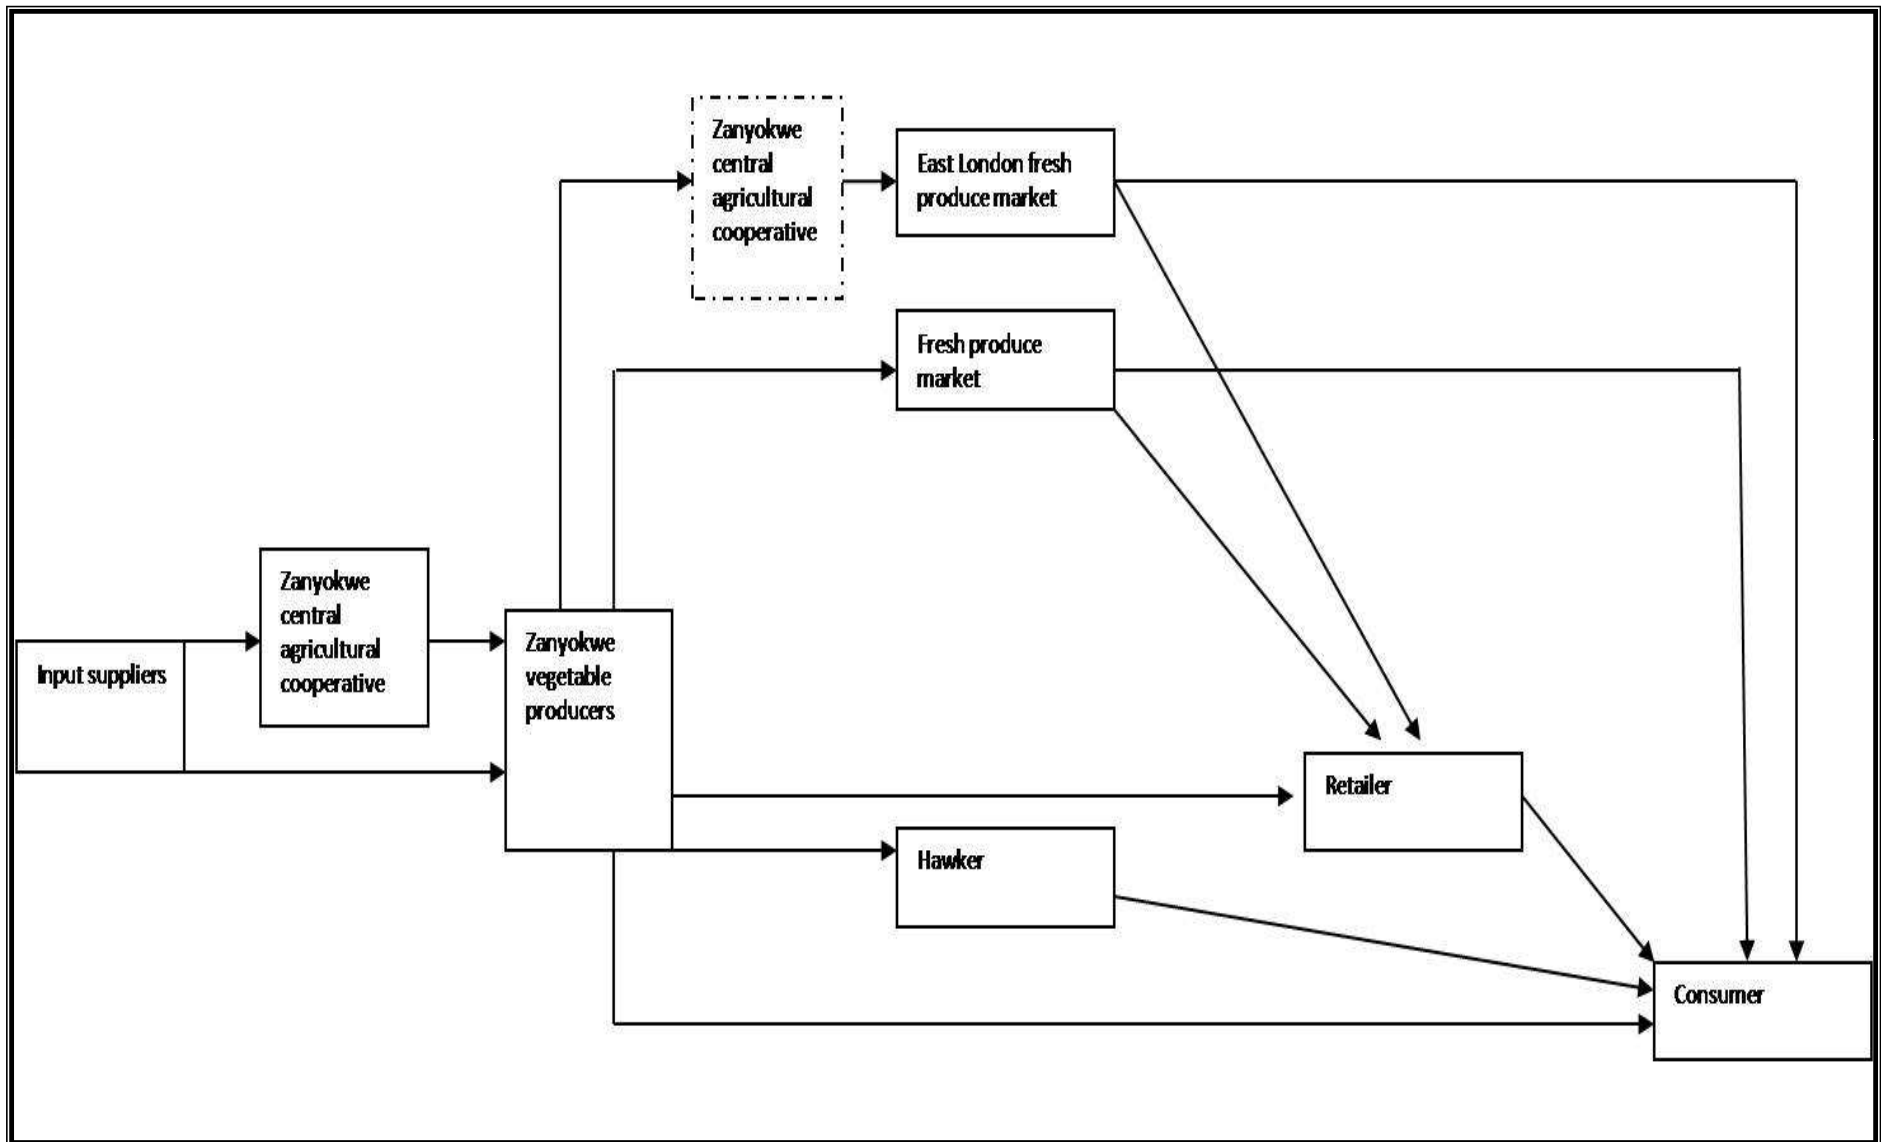 Zanyokwe
central
agricultural
cooperative
East London fresh
produce market
Fresh produce
market
Zanyokwe
central
agricultural
cooperative
Input suppliers
Zanyokwe
vegetable
producers
Retailer
Hawker
Consumer